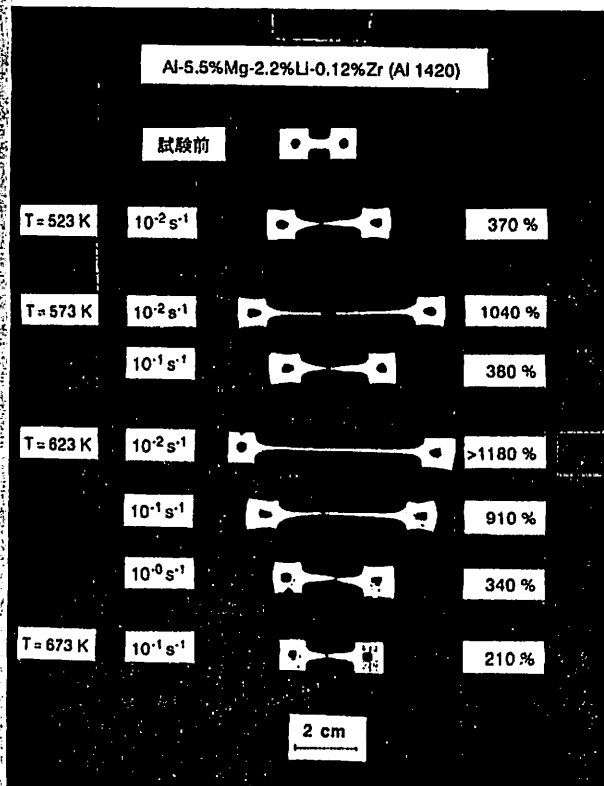 Al-5.5%Mg-2.2%Li-0.12%Zr (Al 1420)
試験前
T = 523 K 10⁻² s⁻¹ 370 %
T = 573 K 10⁻² s⁻¹ 1040 %
10⁻¹ s⁻¹ 380 %
T = 623 K 10⁻² s⁻¹ >1180 %
10⁻¹ s⁻¹ 910 %
10⁻⁰ s⁻¹ 340 %
T = 673 K 10⁻¹ s⁻¹ 210 %
2 cm